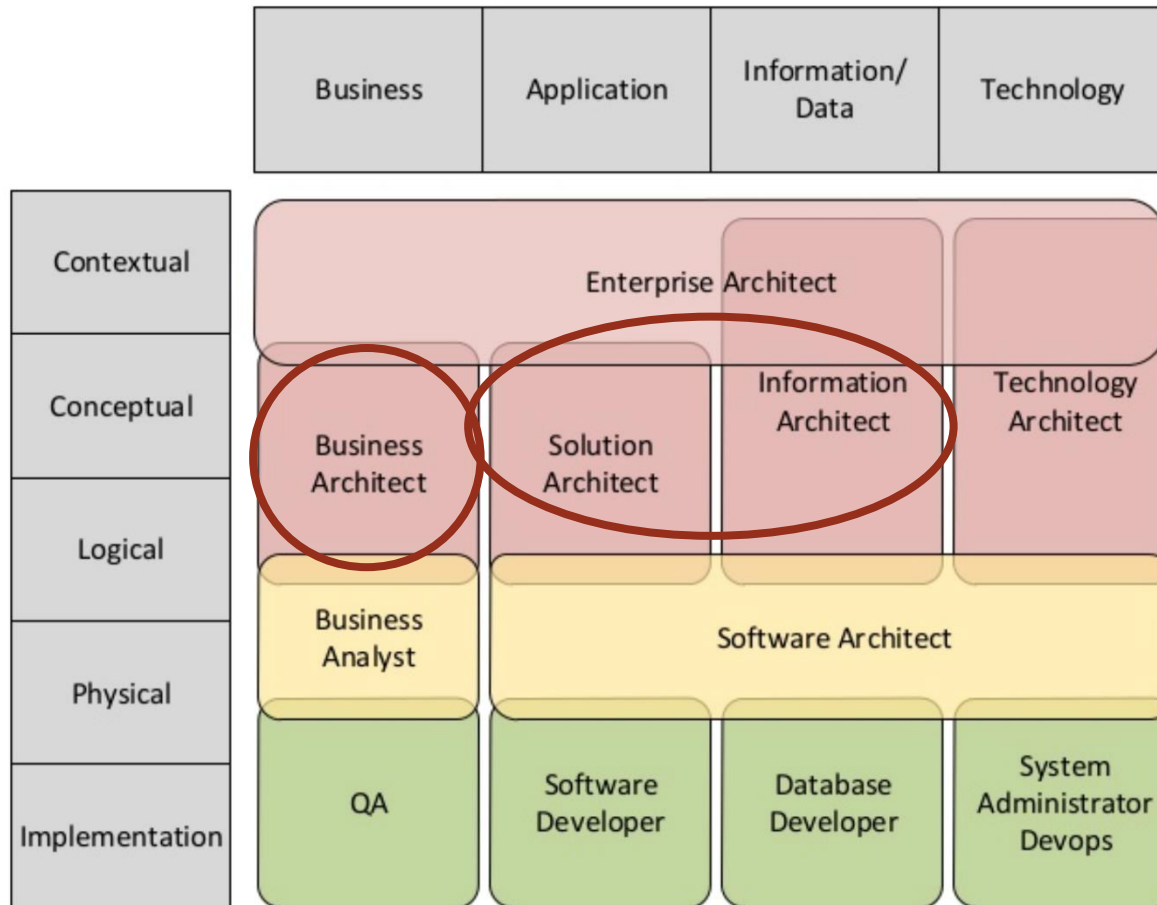 Business
Application
Information/
Data
Technology
Contextual
Conceptual
Logical
Physical
Implementation
Enterprise Architect
Business
Architect
Solution
Architect
Information
Architect
Technology
Architect
Business
Analyst
Software Architect
QA
Software
Developer
Database
Developer
System
Administrator
Devops